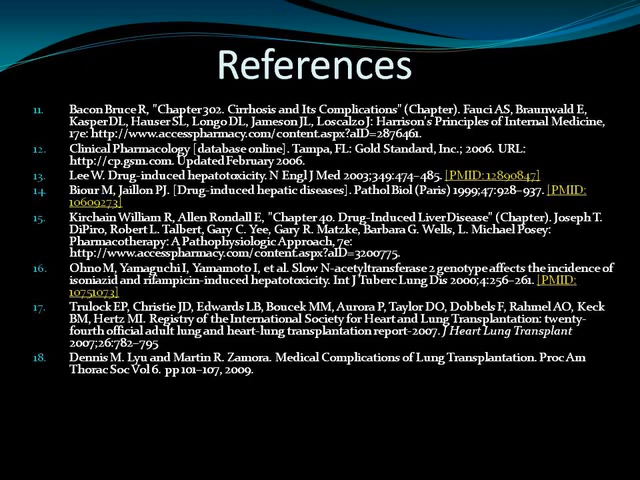 References
11. Bacon Bruce R, "Chapter 302. Cirrhosis and Its Complications" (Chapter). Fauci AS, Braunwald E,
Kasper DL, Hauser SL, Longo DL, Jameson JL, Loscalzo J: Harrison's Principles of Internal Medicine,
17e: http://www.accesspharmacy.com/content.aspx?aID=2876461.
12. Clinical Pharmacology [database online]. Tampa, FL: Gold Standard, Inc.; 2006. URL:
http://cp.gsm.com. Updated February 2006.
13. Lee W. Drug-induced hepatotoxicity. N Engl J Med 2003;349:474–485. [PMID: 12890847]
14. Biour M, Jaillon PJ. [Drug-induced hepatic diseases]. Pathol Biol (Paris) 1999;47:928–937. [PMID:
10609273]
15. Kirchain William R, Allen Rondall E, "Chapter 40. Drug-Induced Liver Disease" (Chapter). Joseph T.
DiPiro, Robert L. Talbert, Gary C. Yee, Gary R. Matzke, Barbara G. Wells, L. Michael Posey:
Pharmacotherapy: A Pathophysiologic Approach, 7e:
http://www.accesspharmacy.com/content.aspx?aID=3200775.
16. Ohno M, Yamaguchi I, Yamamoto I, et al. Slow N-acetyltransferase 2 genotype affects the incidence of
isoniazid and rifampicin-induced hepatotoxicity. Int J Tuberc Lung Dis 2000;4:256–261. [PMID:
10751073]
17. Trulock EP, Christie JD, Edwards LB, Boucek MM, Aurora P, Taylor DO, Dobbels F, Rahmel AO, Keck
BM, Hertz MI. Registry of the International Society for Heart and Lung Transplantation: twenty-
fourth official adult lung and heart-lung transplantation report-2007. J Heart Lung Transplant
2007;26:782–795
18. Dennis M. Lyu and Martin R. Zamora. Medical Complications of Lung Transplantation. Proc Am
Thorac Soc Vol 6. pp 101–107, 2009.